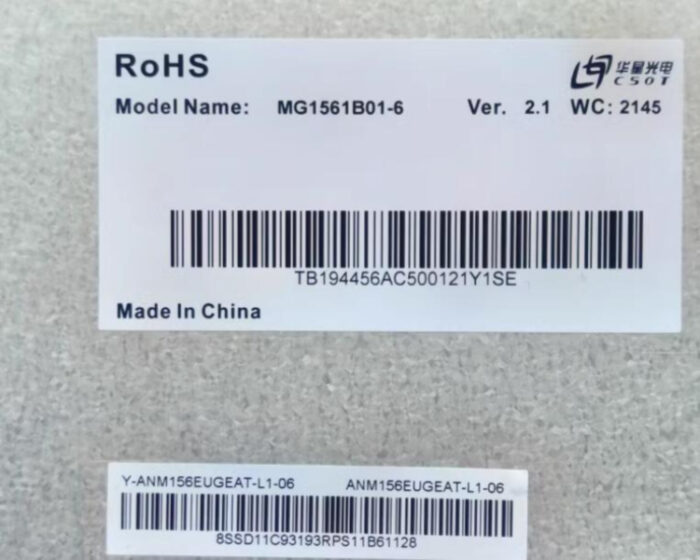 RoHS
华星光电
CSOT
Model Name: MG1561B01-6 Ver. 2.1 WC: 2145
TB194456AC500121Y1SE
Made In China
Y-ANM156EUGEAT-L1-06 ANM156EUGEAT-L1-06
8SSD11C93193RPS11B61128